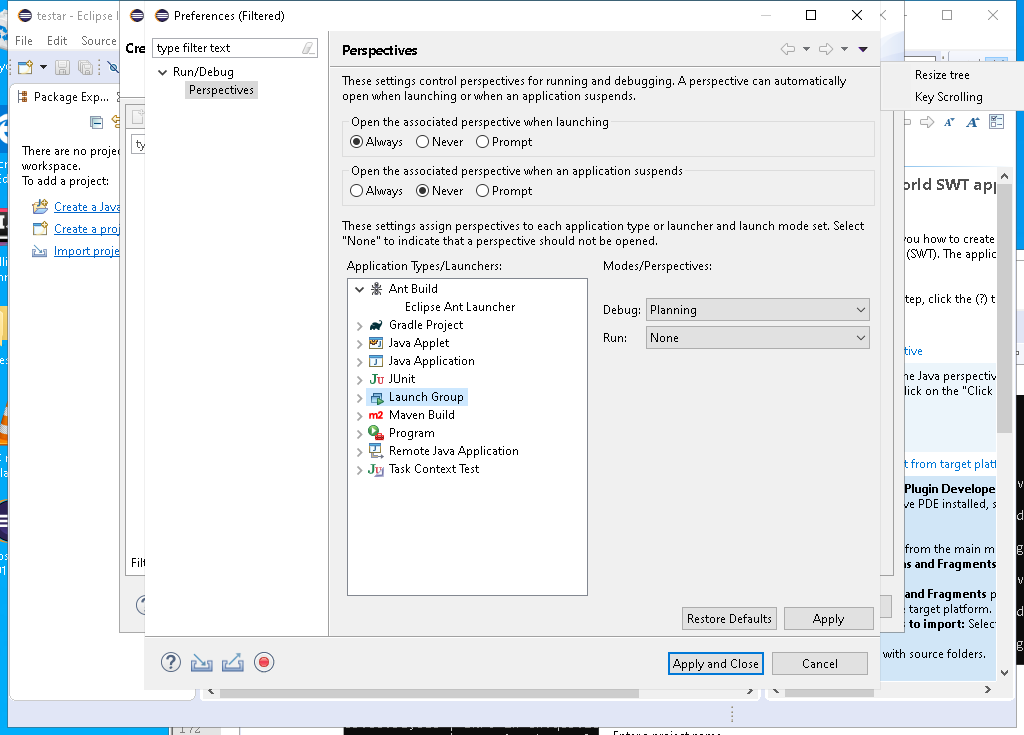 testar - Eclipse I
Preferences (Filtered)
File Edit Source
Cre
type filter text
Perspectives
Run/Debug
Perspectives
These settings control perspectives for running and debugging. A perspective can automatically
open when launching or when an application suspends.
Resize tree
Key Scrolling
Package Exp...
Open the associated perspective when launching
Always Never Prompt
ty
There are no projec
workspace.
To add a project:
Open the associated perspective when an application suspends
Always Never Prompt
orld SWT app
Create a Java
Create a proj
Import proje
These settings assign perspectives to each application type or launcher and launch mode set. Select
"None" to indicate that a perspective should not be opened.
you how to create
(SWT). The applic
Application Types/Launchers:
Modes/Perspectives:
Ant Build
Eclipse Ant Launcher
Gradle Project
Java Applet
Java Application
JUnit
Launch Group
Maven Build
Program
Remote Java Application
Task Context Test
Debug: Planning
Run: None
tep, click the (?) t
tive
he Java perspectiv
lick on the "Click
t from target platf
Plugin Develope
ve PDE installed, s
from the main m
ns and Fragments
and Fragments p
e target platform.
s to import: Selec
with source folders.
Filt
Restore Defaults Apply
Apply and Close Cancel
172
Enter a project name